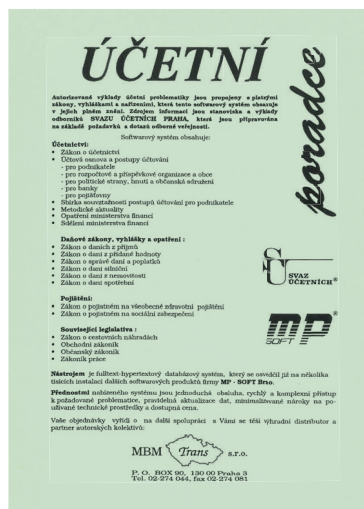 ÚČETNÍ
poradce
Autorizované výklady účetní problematiky jsou propojeny s platnými
zákony, vyhláškami a nařízeními, která tento softwarový systém obsahuje
v jejich plném znění. Zdrojem informací jsou stanoviska a výklady
odborníků SVAZU ÚČETNÍCH PRAHA, která jsou připravována
na základě požadavků a dotazů odborné veřejnosti.
Softwarový systém obsahuje:
Účetnictví:
• Zákon o účetnictví
• Účtová osnova a postupy účtování
- pro podnikatele
- pro rozpočtové a příspěvkové organizace a obce
- pro politické strany, hnutí a občanská sdružení
- pro banky
- pro pojišťovny
• Sbírka souvztažností postupů účtování pro podnikatele
• Metodické aktuality
• Opatření ministerstva financí
• Sdělení ministerstva financí
Daňové zákony, vyhlášky a opatření :
• Zákon o daních z příjmů
• Zákon o dani z přidané hodnoty
• Zákon o správě daní a poplatků
• Zákon o dani silniční
• Zákon o dani z nemovitostí
• Zákon o dani spotřební
SU SVAZ
ÚČETNÍCH®
Pojištění:
• Zákon o pojistném na všeobecné zdravotní pojištění
• Zákon o pojistném na sociální zabezpečení
mp®
SOFT
Související legislativa :
• Zákon o cestovních náhradách
• Obchodní zákoník
• Občanský zákoník
• Zákoník práce
Nástrojem je fulltext-hypertextový databázový systém, který se osvědčil již na několika
tisících instalací dalších softwarových produktů firmy MP - SOFT Brno.
Předností nabízeného systému jsou jednoduchá obsluha, rychlý a komplexní přístup
k požadované problematice, pravidelná aktualizace dat, minimalizované nároky na po-
užívané technické prostředky a dostupná cena.
Vaše objednávky vyřídí a na další spolupráci s Vámi se těší výhradní distributor a
partner autorských kolektivů:
MBM Trans s.r.o.
P. O. BOX 90, 130 00 Praha 3
Tel. 02-274 044, fax 02-274 081